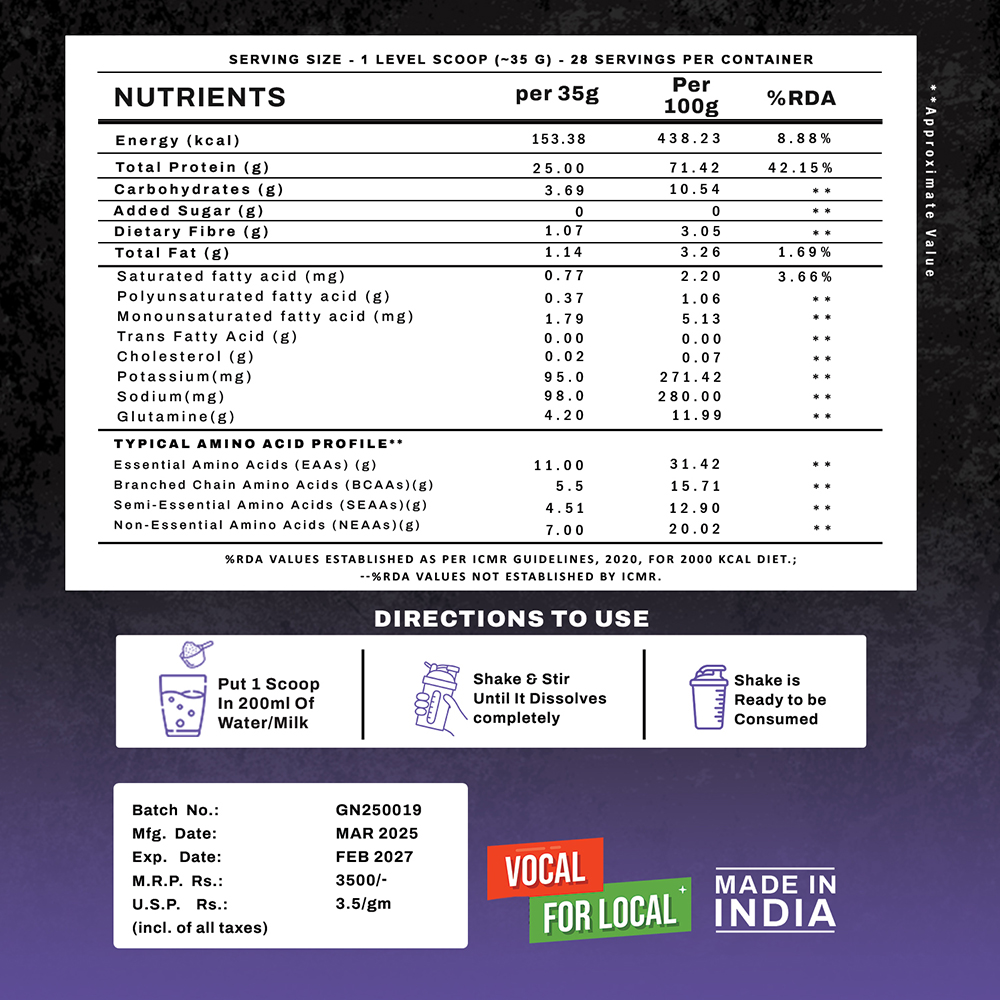 SERVING SIZE - 1 LEVEL SCOOP (~35 G) - 28 SERVINGS PER CONTAINER
NUTRIENTS per 35g Per 100g %RDA
Energy (kcal) 153.38 438.23 8.88%
Total Protein (g) 25.00 71.42 42.15%
Carbohydrates (g) 3.69 10.54 **
Added Sugar (g) 0 0 **
Dietary Fibre (g) 1.07 3.05 **
Total Fat (g) 1.14 3.26 1.69%
Saturated fatty acid (mg) 0.77 2.20 3.66%
Polyunsaturated fatty acid (g) 0.37 1.06 **
Monounsaturated fatty acid (mg) 1.79 5.13 **
Trans Fatty Acid (g) 0.00 0.00 **
Cholesterol (g) 0.02 0.07 **
Potassium(mg) 95.0 271.42 **
Sodium(mg) 98.0 280.00 **
Glutamine(g) 4.20 11.99 **
TYPICAL AMINO ACID PROFILE**
Essential Amino Acids (EAAs) (g) 11.00 31.42 **
Branched Chain Amino Acids (BCAAs)(g) 5.5 15.71 **
Semi-Essential Amino Acids (SEAAs)(g) 4.51 12.90 **
Non-Essential Amino Acids (NEAAs)(g) 7.00 20.02 **
%RDA VALUES ESTABLISHED AS PER ICMR GUIDELINES, 2020, FOR 2000 KCAL DIET.;
--%RDA VALUES NOT ESTABLISHED BY ICMR.
**Approximate Value
DIRECTIONS TO USE
Put 1 Scoop
In 200ml Of
Water/Milk
Shake & Stir
Until It Dissolves
completely
Shake is
Ready to be
Consumed
Batch No.: GN250019
Mfg. Date: MAR 2025
Exp. Date: FEB 2027
M.R.P. Rs.: 3500/-
U.S.P. Rs.: 3.5/gm
(incl. of all taxes)
VOCAL
FOR LOCAL
MADE IN
INDIA